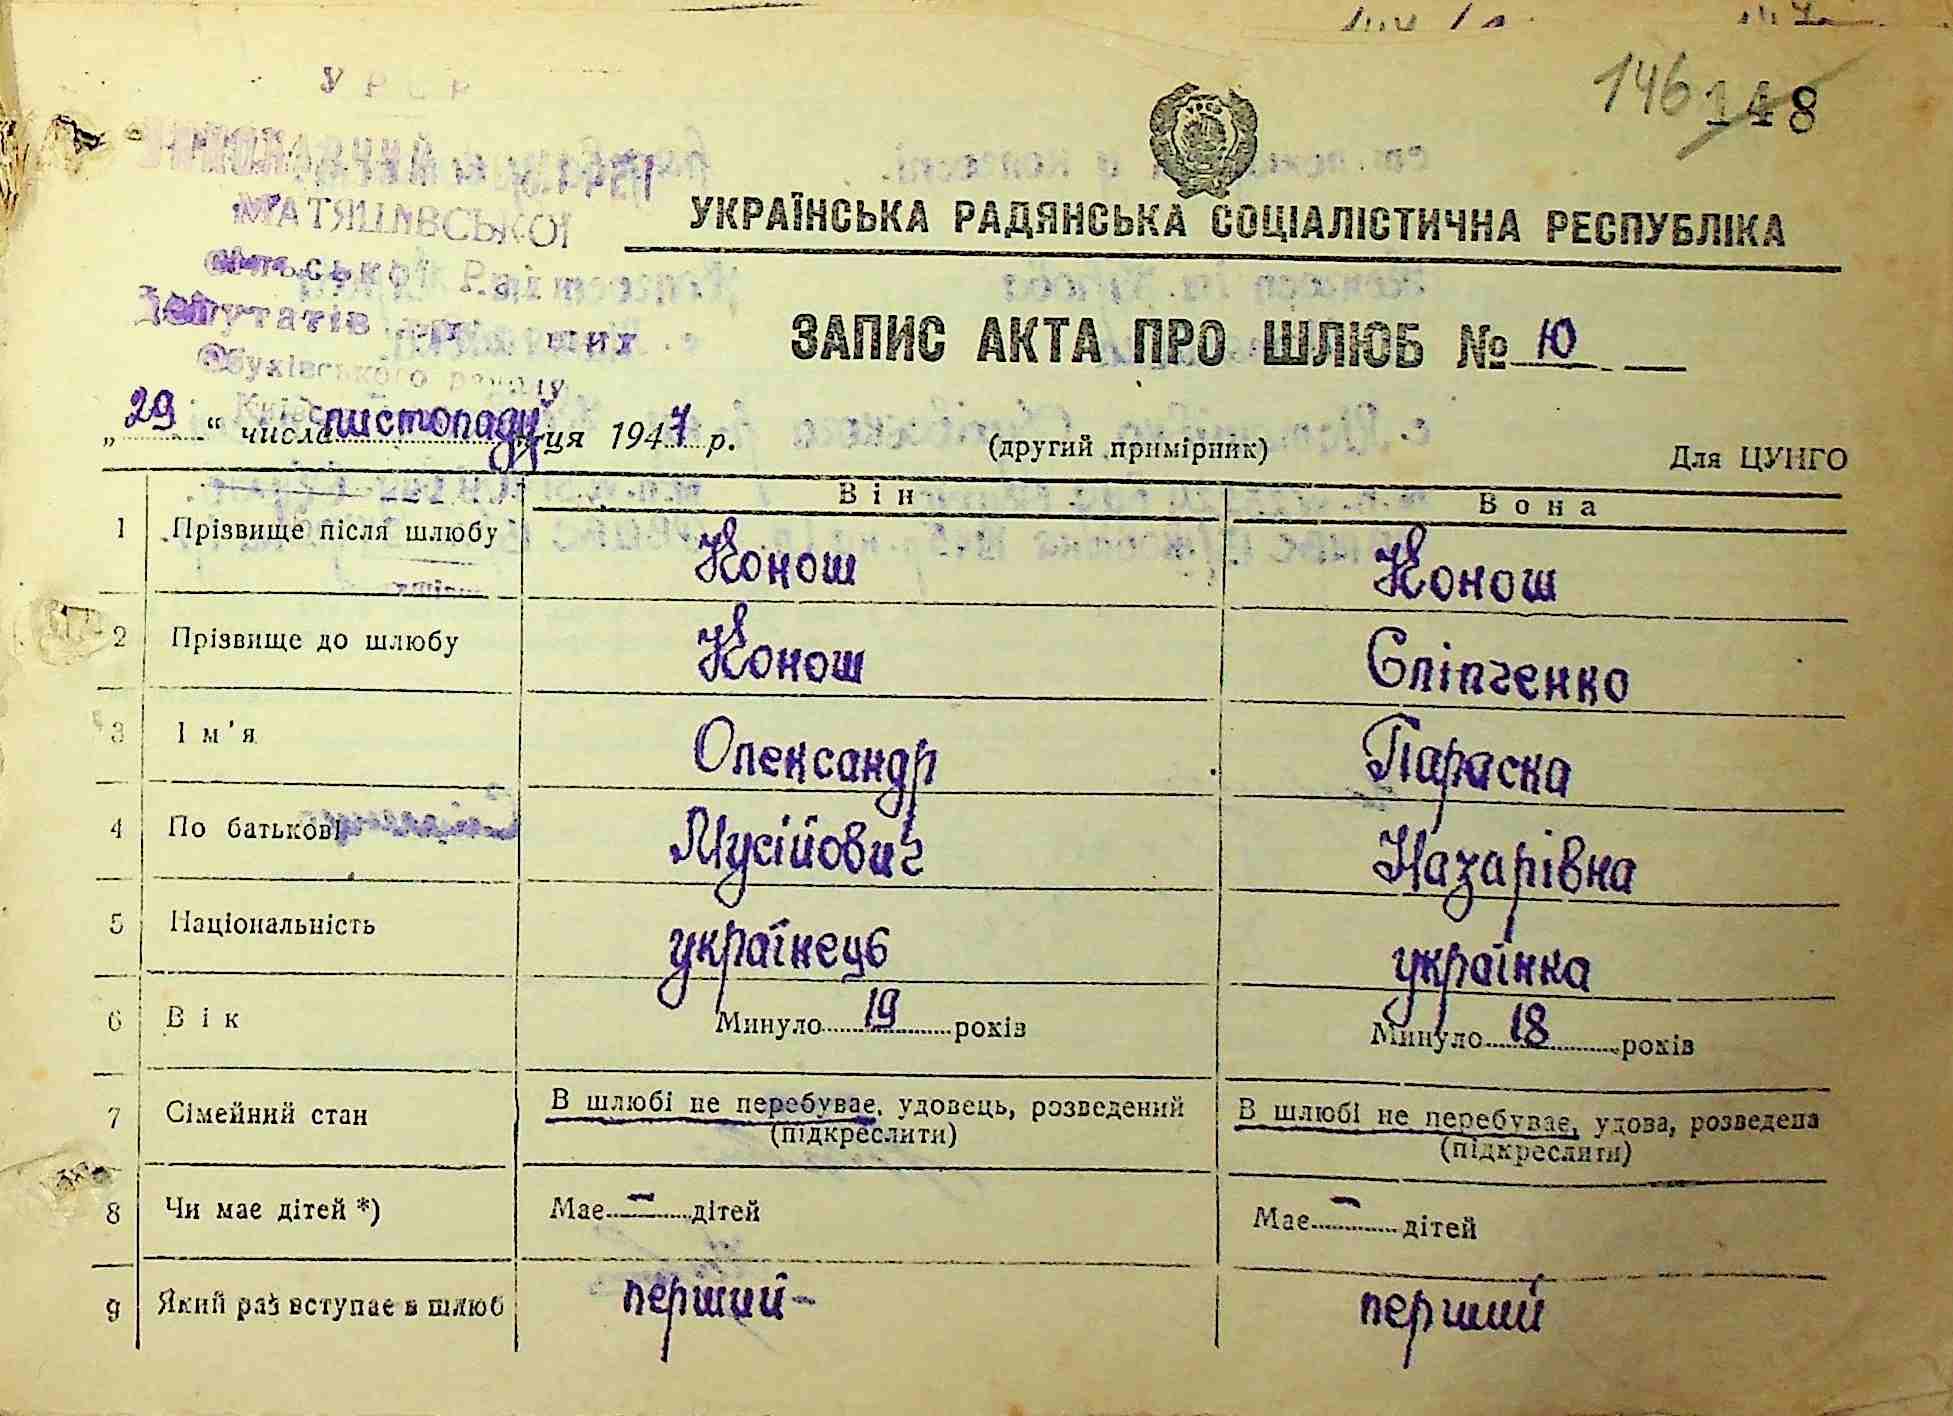 146 148
УРСР
МАТЯШІВСЬКОЇ
УКРАЇНСЬКА РАДЯНСЬКА СОЦІАЛІСТИЧНА РЕСПУБЛІКА
сільської Ради
Депутатів
Обухівського району
ЗАПИС АКТА ПРО ШЛЮБ № 10
„29“ числа листопаду м-ця 1947 р. (другий примірник) Для ЦУНГО
Він Вона
1 Прізвище після шлюбу Конош Конош
2 Прізвище до шлюбу Конош Сліпченко
3 Ім'я Олександр Параска
4 По батькові Мусійович Назарівна
5 Національність українець українка
6 Вік Минуло 19 років Минуло 18 років
7 Сімейний стан В шлюбі не перебуває, удовець, розведений В шлюбі не перебуває, удова, розведена
(підкреслити) (підкреслити)
8 Чи має дітей *) Має – дітей Має – дітей
9 Який раз вступає в шлюб перший- перший